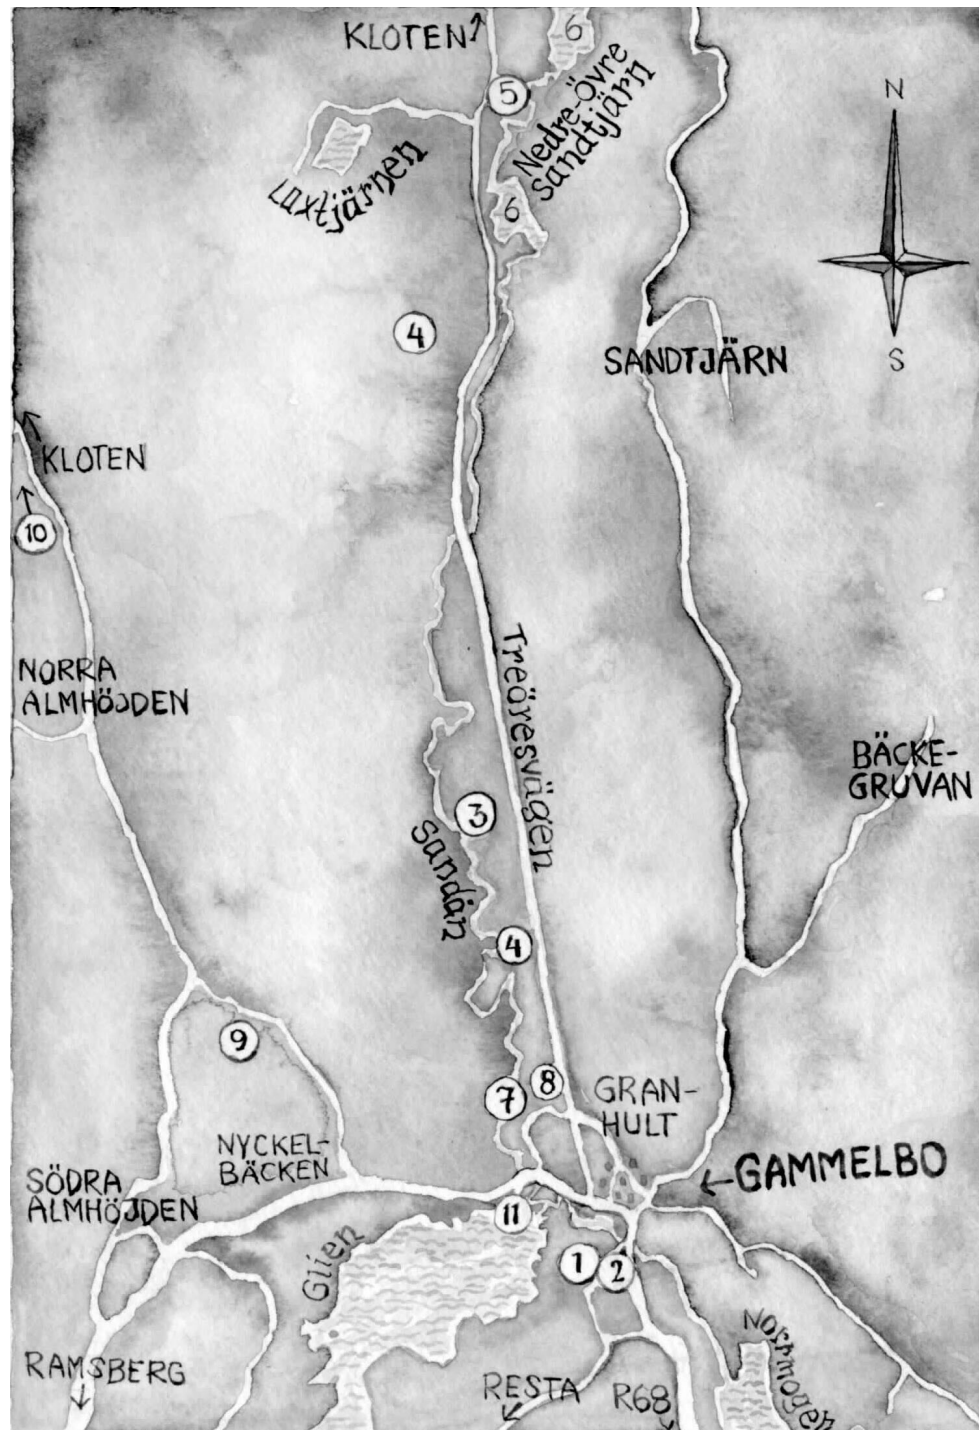 KLOTEN
6
5
Nedre-Övre
Sandtjärn
N
Laxtjärnen
6
4
SANDTJÄRN
S
KLOTEN
10
NORRA
ALMHÖJDEN
Treöresvägen
BÄCKE-
GRUVAN
3
Sandån
4
9
8
7
GRAN-
HULT
NYCKEL-
BÄCKEN
GAMMELBO
SÖDRA
ALMHÖJDEN
11
Glien
1
2
Norrmogen
RAMSBERG
RESTA
R68